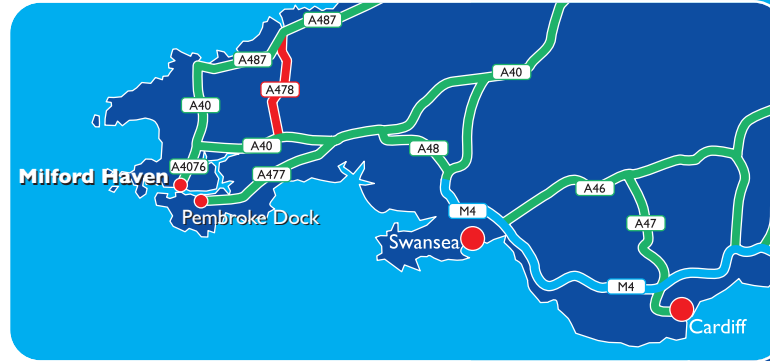 A487
A487
A478
A40
A40
A40
A48
A4076
A477
Milford Haven
Pembroke Dock
A46
M4
A47
Swansea
M4
Cardiff